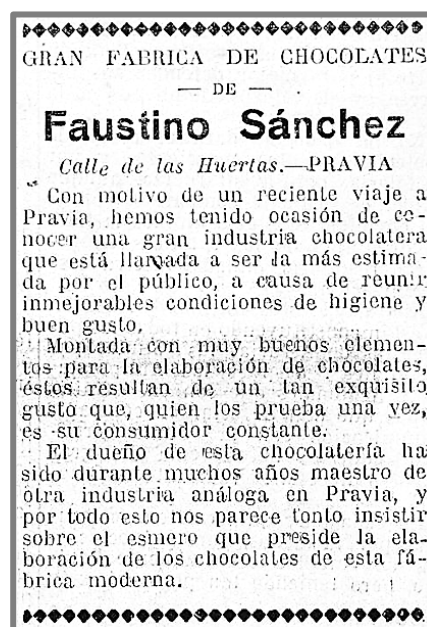 GRAN FABRICA DE CHOCOLATES
— DE —
Faustino Sánchez
Calle de las Huertas.—PRAVIA
Con motivo de un reciente viaje a
Pravia, hemos tenido ocasión de co-
nocer una gran industria chocolatera
que está llamada a ser la más estima-
da por el público, a causa de reunir
inmejorables condiciones de higiene y
buen gusto.
Montada con muy buenos elemen-
tos para la elaboración de chocolates,
éstos resultan de un tan exquisito
gusto que, quien los prueba una vez,
es su consumidor constante.
El dueño de esta chocolatería ha
sido durante muchos años maestro de
otra industria análoga en Pravia, y
por todo esto nos parece tonto insistir
sobre el esmero que preside la ela-
boración de los chocolates de esta fá-
brica moderna.